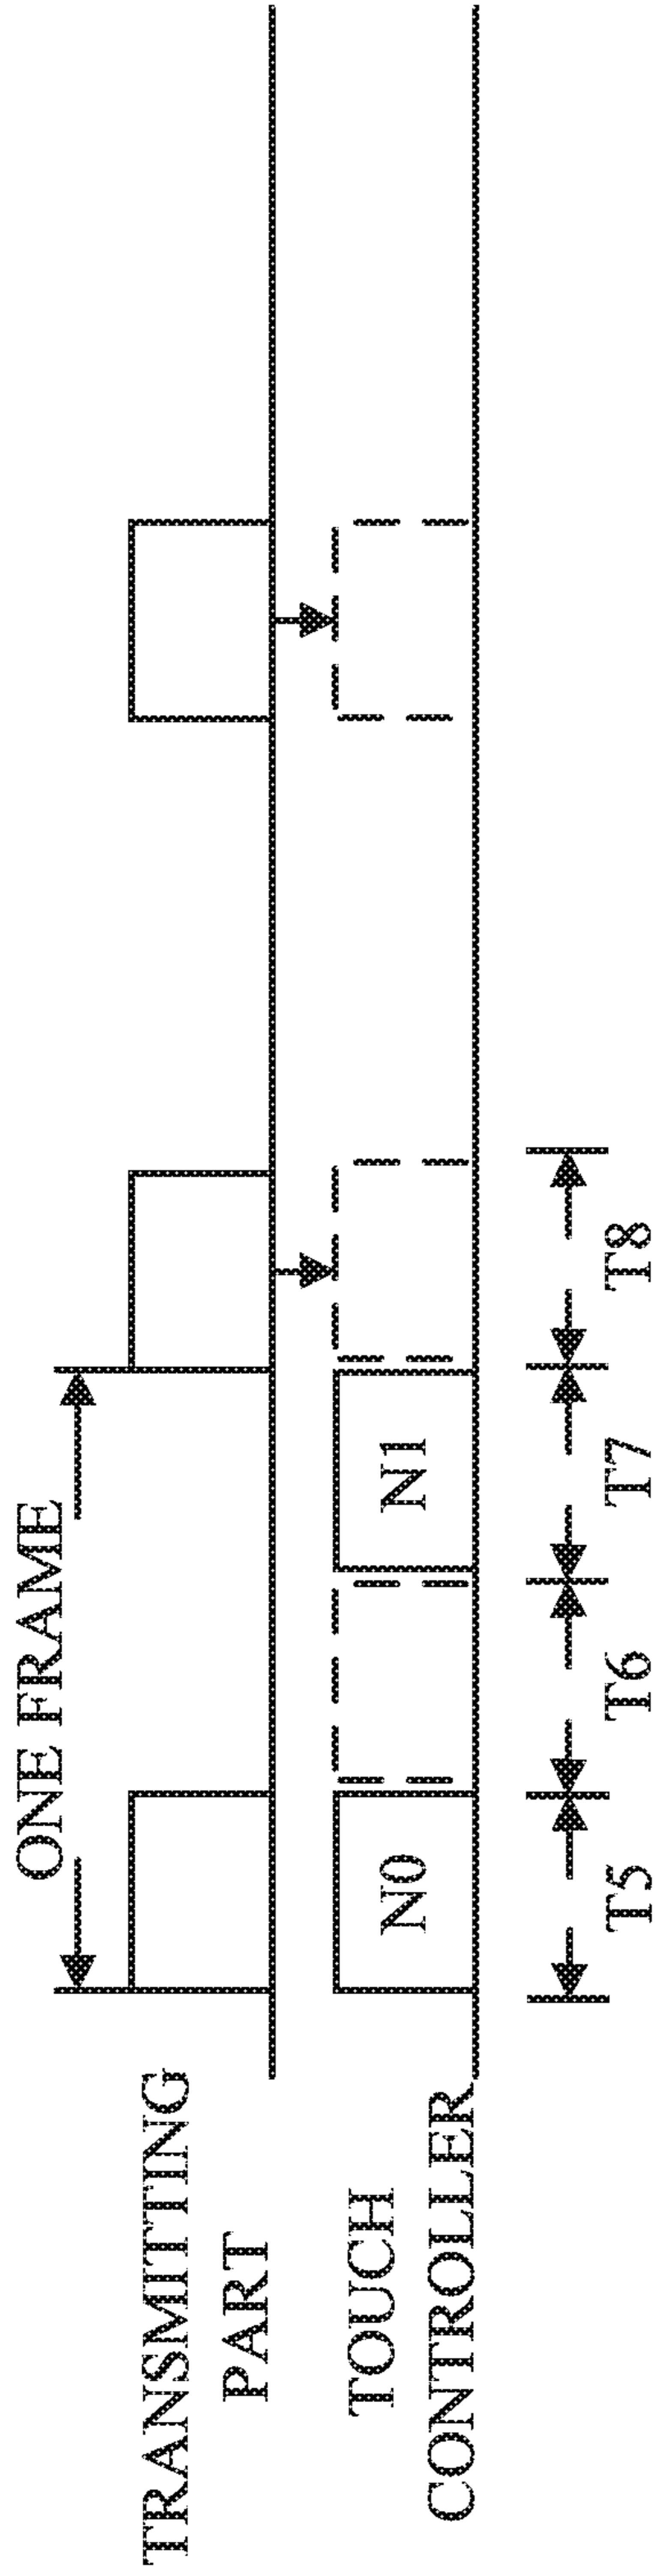 ONE FRAME
TRANSMITTING
PART
TOUCH
CONTROLLER
N0
N1
T5
T6
T7
T8